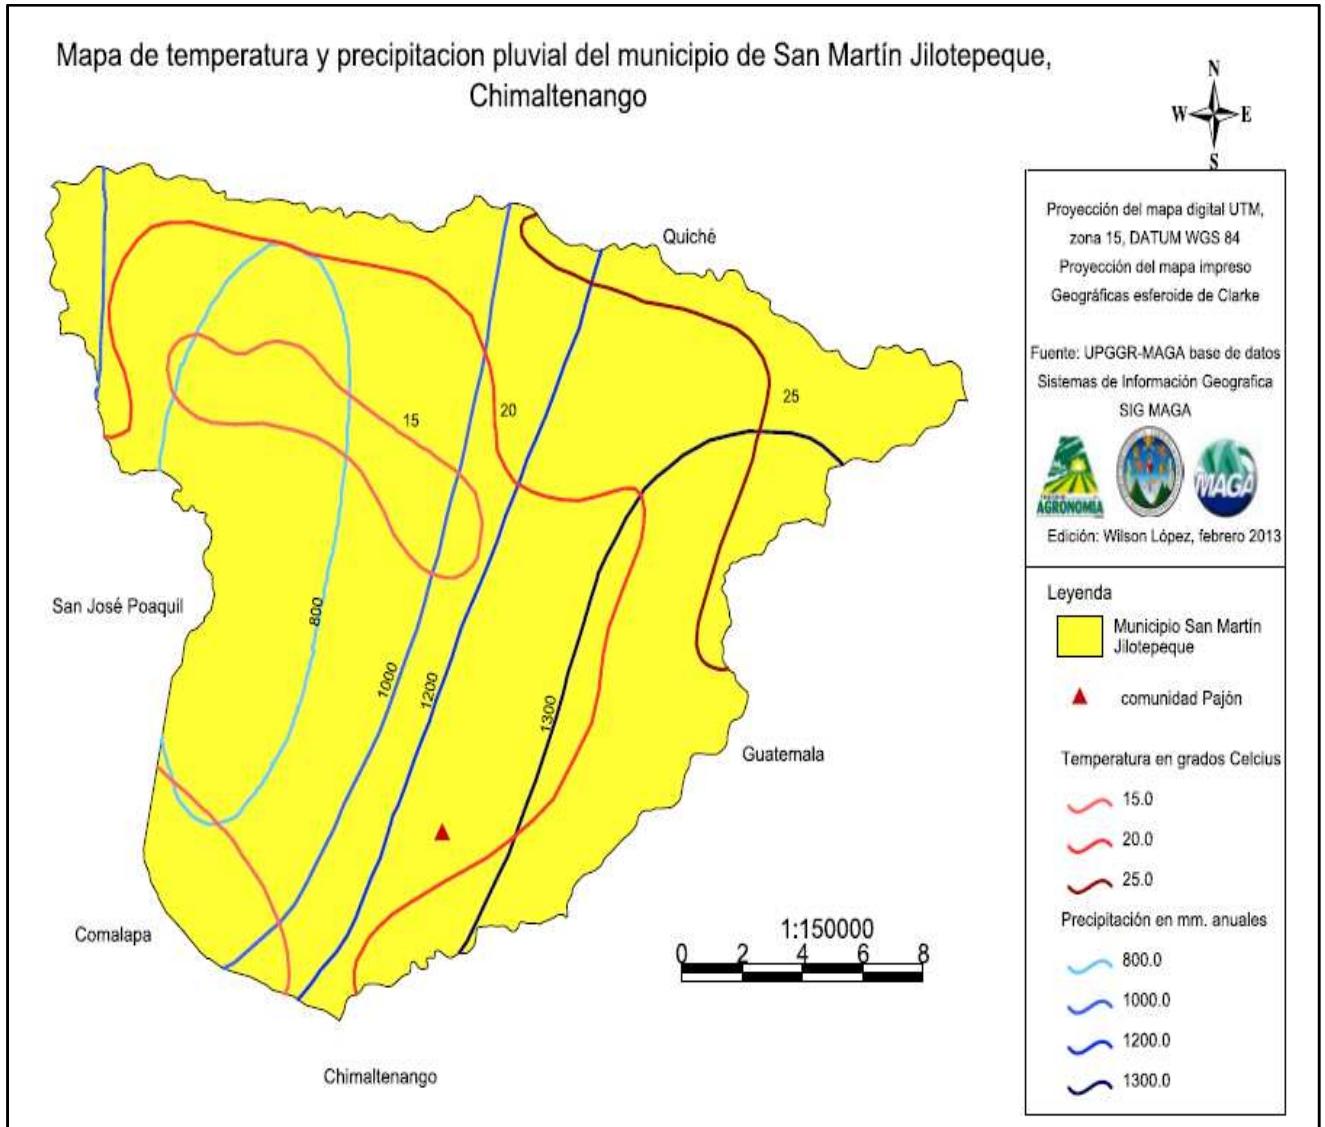 Mapa de temperatura y precipitacion pluvial del municipio de San Martín Jilotepeque,
Chimaltenango
N
W
E
S
Proyección del mapa digital UTM,
zona 15, DATUM WGS 84
Proyección del mapa impreso
Geográficas esferoide de Clarke
Fuente: UPGGR-MAGA base de datos
Sistemas de Información Geografica
SIG MAGA
AGRONOMIA
MAGA
Edición: Wilson López, febrero 2013
Leyenda
Municipio San Martín
Jilotepeque
comunidad Pajón
Temperatura en grados Celcius
15.0
20.0
25.0
Precipitación en mm. anuales
800.0
1000.0
1200.0
1300.0
Quiché
15
20
25
San José Poaquil
800
1000
1200
1300
Guatemala
Comalapa
1:150000
0 2 4 6 8
Chimaltenango